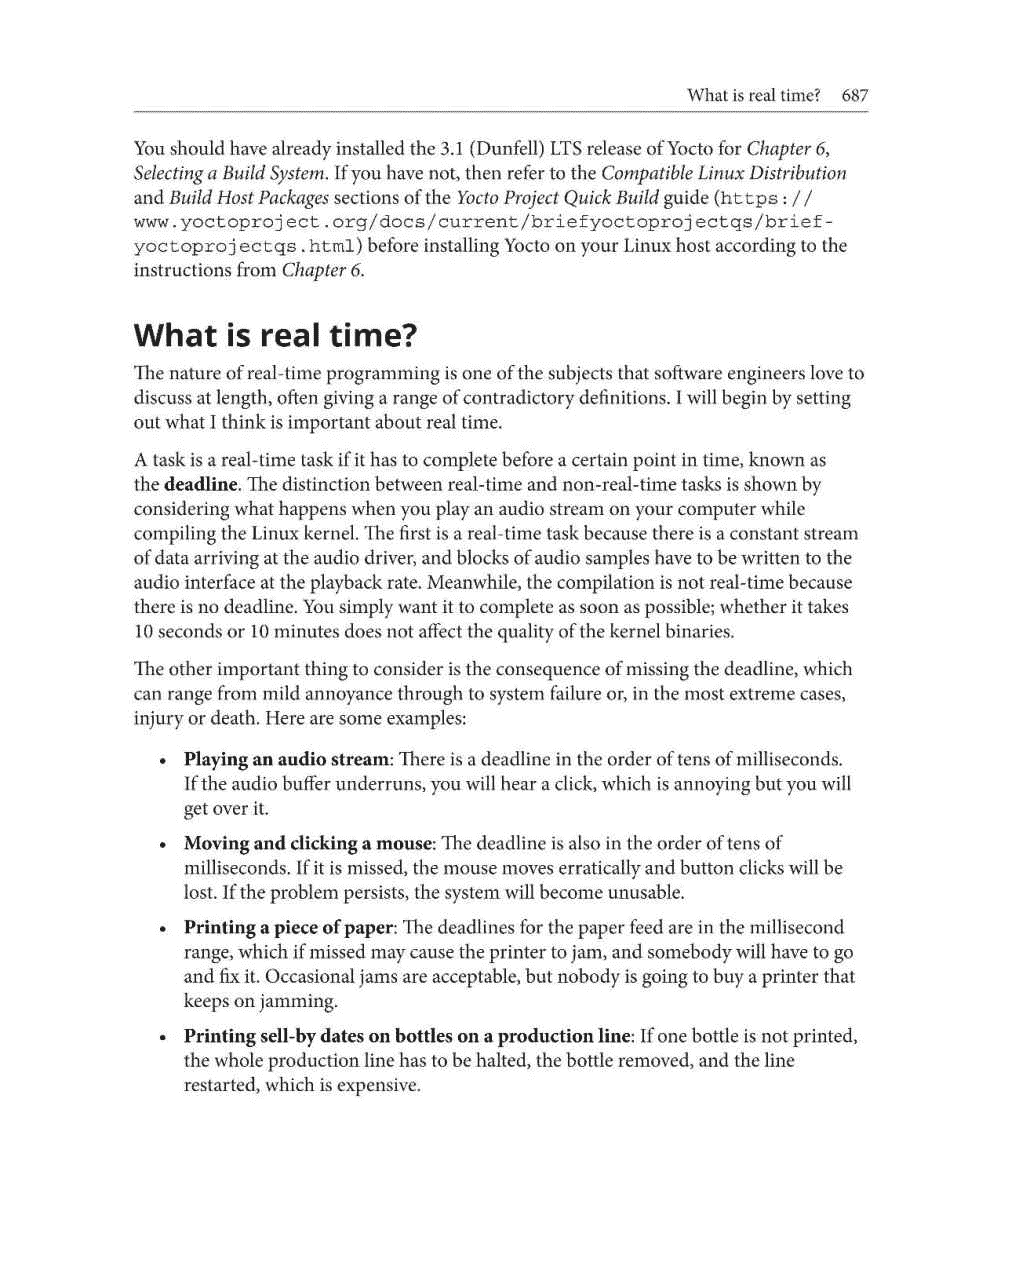 What is real time? 687
You should have already installed the 3.1 (Dunfell) LTS release of Yocto for Chapter 6,
Selecting a Build System. If you have not, then refer to the Compatible Linux Distribution
and Build Host Packages sections of the Yocto Project Quick Build guide (https://
www.yoctoproject.org/docs/current/briefyoctoprojectqs/brief-
yoctoprojectqs.html) before installing Yocto on your Linux host according to the
instructions from Chapter 6.
What is real time?
The nature of real-time programming is one of the subjects that software engineers love to
discuss at length, often giving a range of contradictory definitions. I will begin by setting
out what I think is important about real time.
A task is a real-time task if it has to complete before a certain point in time, known as
the deadline. The distinction between real-time and non-real-time tasks is shown by
considering what happens when you play an audio stream on your computer while
compiling the Linux kernel. The first is a real-time task because there is a constant stream
of data arriving at the audio driver, and blocks of audio samples have to be written to the
audio interface at the playback rate. Meanwhile, the compilation is not real-time because
there is no deadline. You simply want it to complete as soon as possible; whether it takes
10 seconds or 10 minutes does not affect the quality of the kernel binaries.
The other important thing to consider is the consequence of missing the deadline, which
can range from mild annoyance through to system failure or, in the most extreme cases,
injury or death. Here are some examples:
• Playing an audio stream: There is a deadline in the order of tens of milliseconds.
If the audio buffer underruns, you will hear a click, which is annoying but you will
get over it.
• Moving and clicking a mouse: The deadline is also in the order of tens of
milliseconds. If it is missed, the mouse moves erratically and button clicks will be
lost. If the problem persists, the system will become unusable.
• Printing a piece of paper: The deadlines for the paper feed are in the millisecond
range, which if missed may cause the printer to jam, and somebody will have to go
and fix it. Occasional jams are acceptable, but nobody is going to buy a printer that
keeps on jamming.
• Printing sell-by dates on bottles on a production line: If one bottle is not printed,
the whole production line has to be halted, the bottle removed, and the line
restarted, which is expensive.